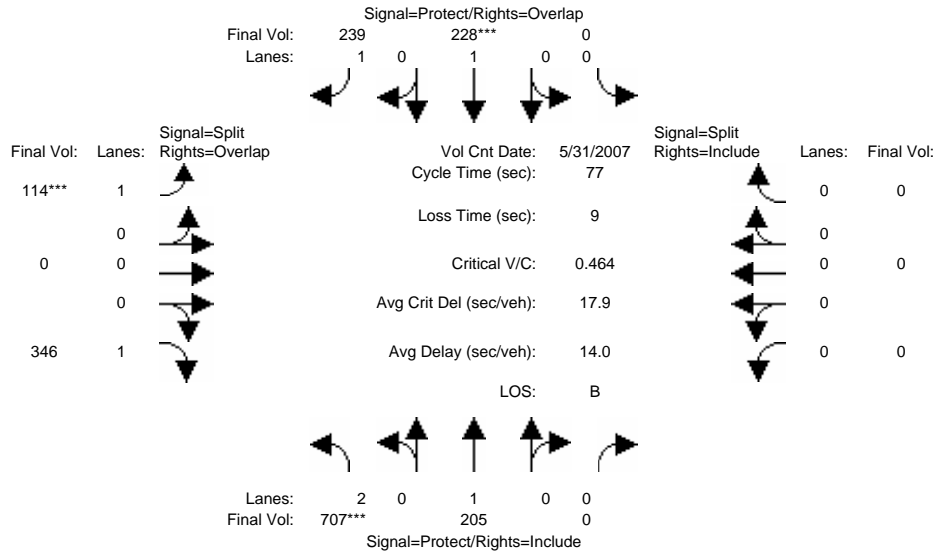 Signal=Protect/Rights=Overlap
Final Vol: 239 228*** 0
Lanes: 1 0 1 0 0
Signal=Split Signal=Split
Final Vol: Lanes: Rights=Overlap Vol Cnt Date: 5/31/2007 Rights=Include Lanes: Final Vol:
Cycle Time (sec): 77
114*** 1 0 0
Loss Time (sec): 9
0 0
0 0 Critical V/C: 0.464 0 0
0 Avg Crit Del (sec/veh): 17.9 0
346 1 Avg Delay (sec/veh): 14.0 0 0
LOS: B
Lanes: 2 0 1 0 0
Final Vol: 707*** 205 0
Signal=Protect/Rights=Include